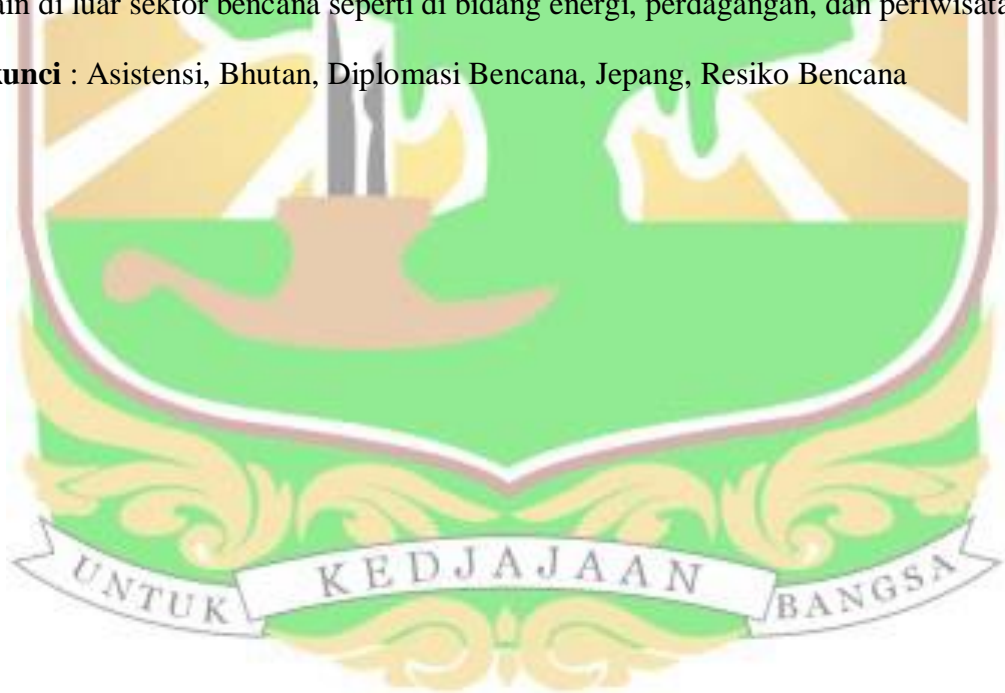 in di luar sektor bencana seperti di bidang energi, perdagangan, dan periwisata
kunci : Asistensi, Bhutan, Diplomasi Bencana, Jepang, Resiko Bencana
UNTUK KEDJAJAAN BANGSA